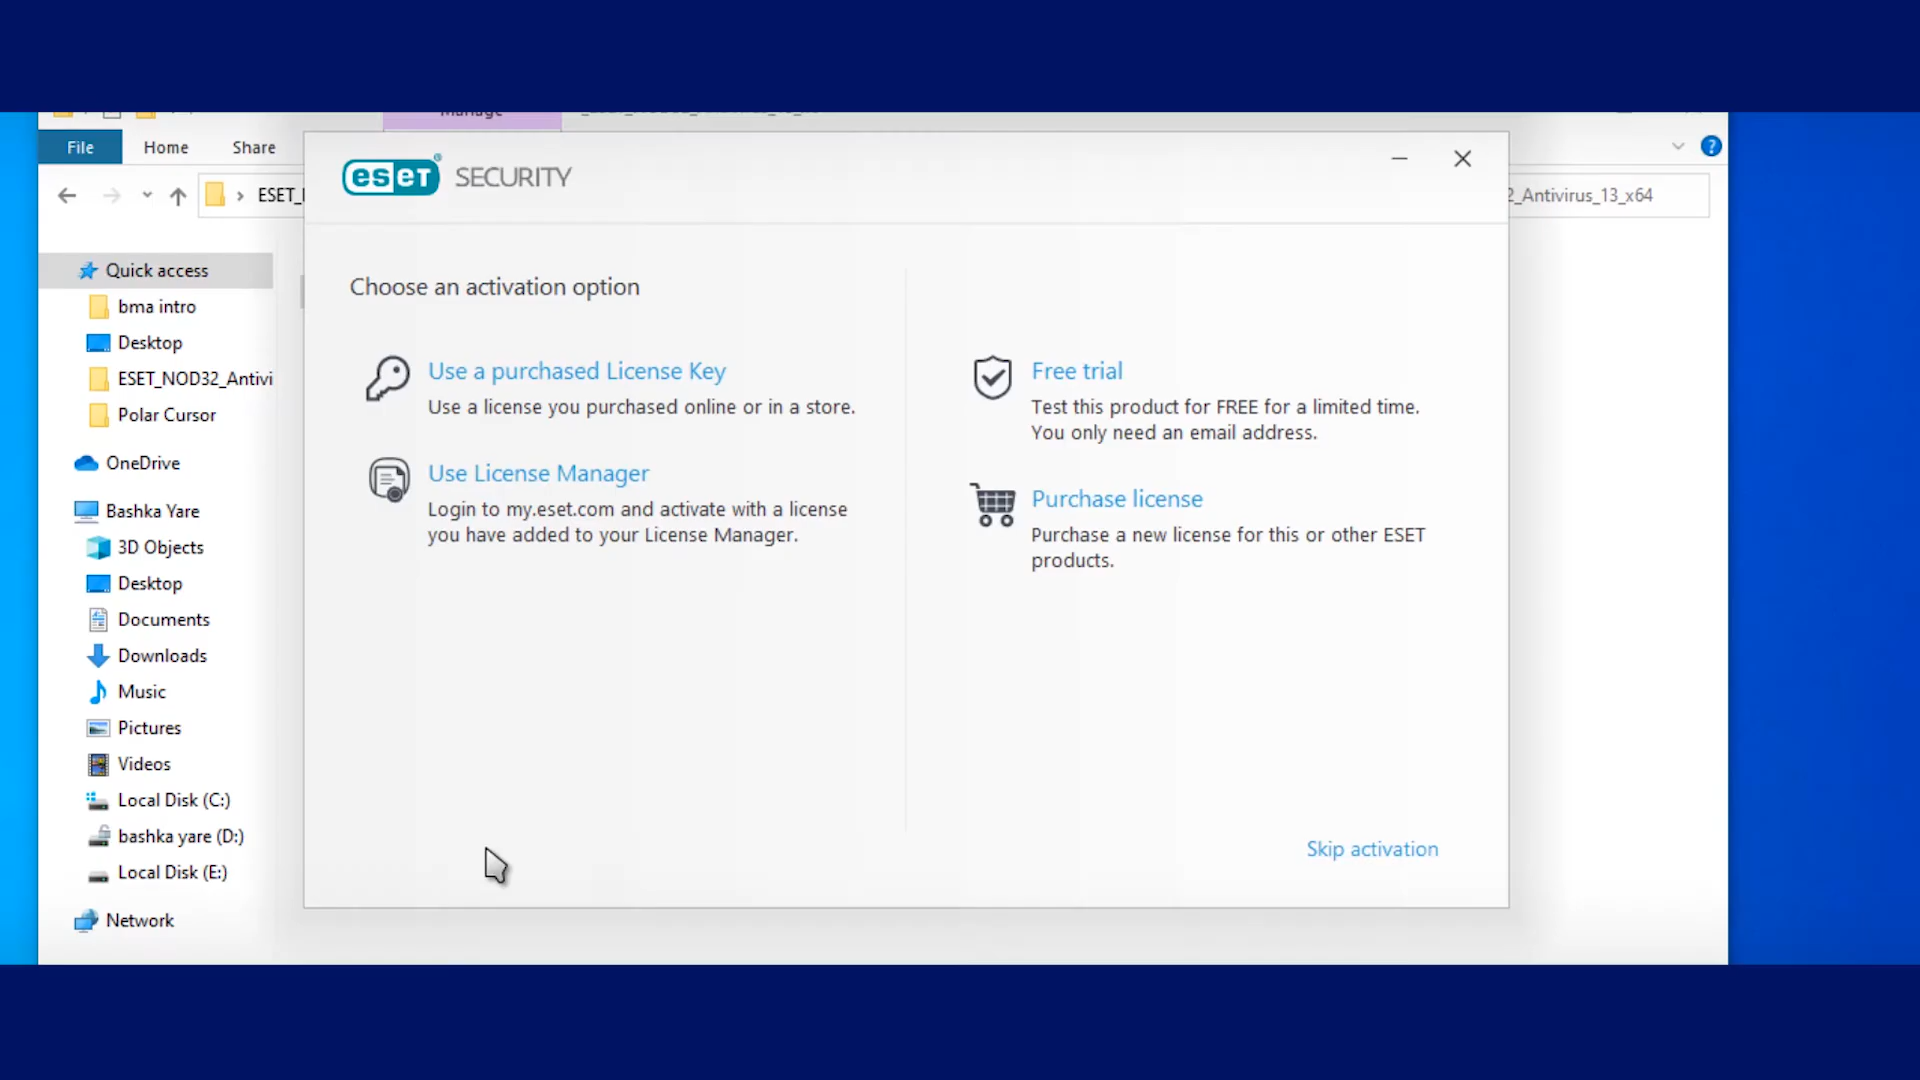 Manage
File
Home
Share
ESET_
2_Antivirus_13_x64
eseT® SECURITY
Choose an activation option
Use a purchased License Key
Use a license you purchased online or in a store.
Use License Manager
Login to my.eset.com and activate with a license
you have added to your License Manager.
Free trial
Test this product for FREE for a limited time.
You only need an email address.
Purchase license
Purchase a new license for this or other ESET
products.
Skip activation
Quick access
bma intro
Desktop
ESET_NOD32_Antivi
Polar Cursor
OneDrive
Bashka Yare
3D Objects
Desktop
Documents
Downloads
Music
Pictures
Videos
Local Disk (C:)
bashka yare (D:)
Local Disk (E:)
Network